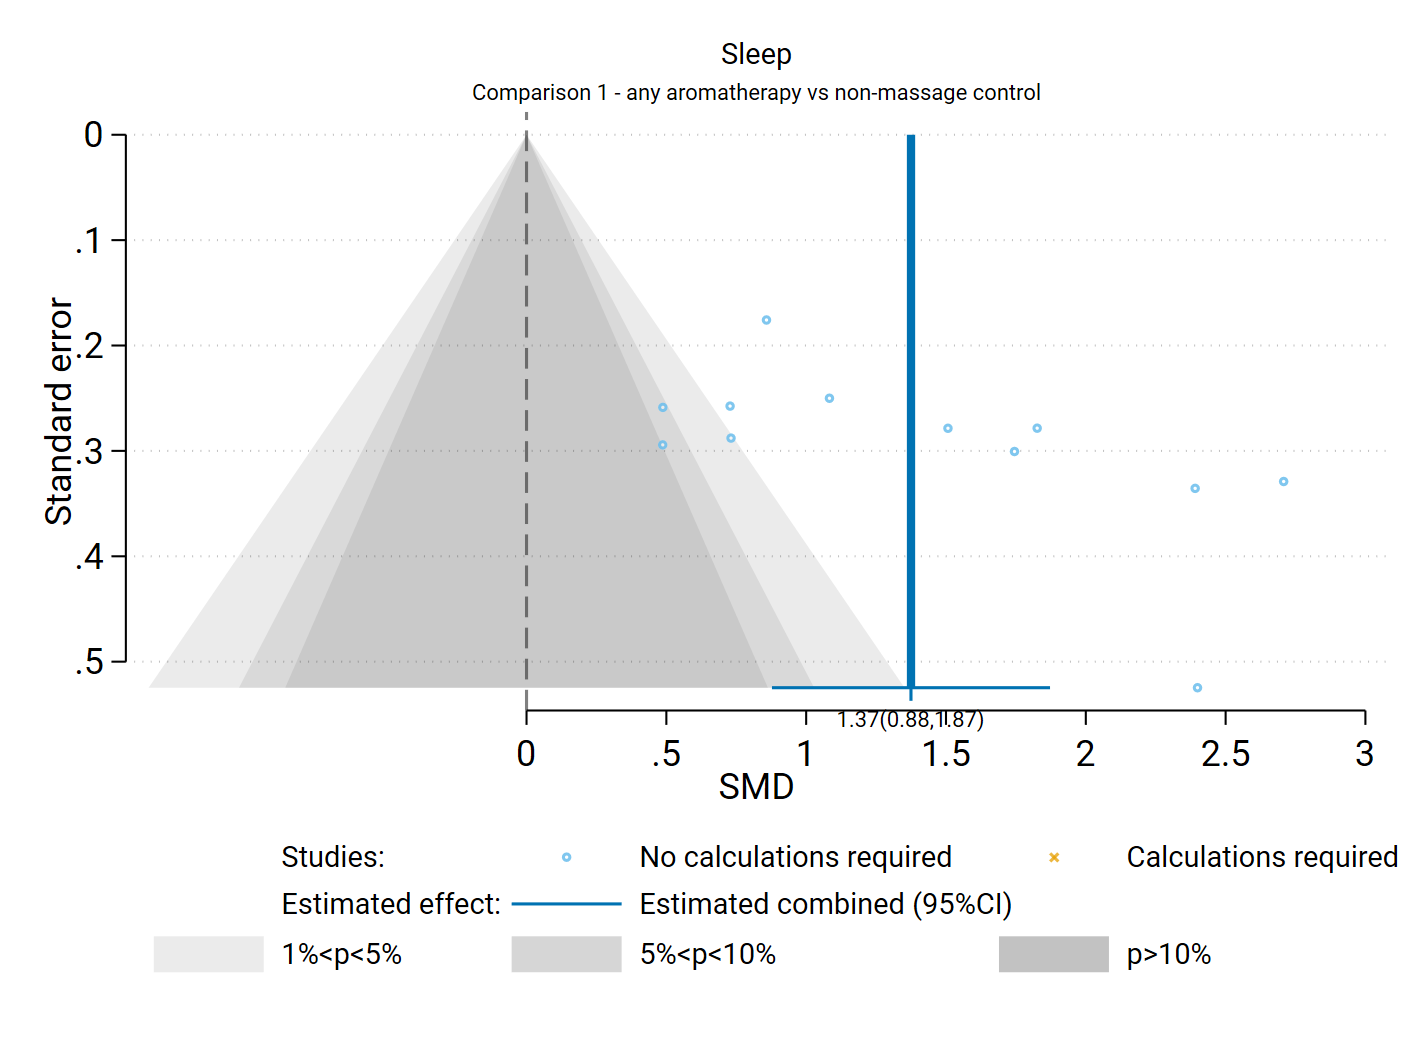 Sleep
Comparison 1 - any aromatherapy vs non-massage control
0
.1
.2
.3
.4
.5
Standard error
1.37(0.88,1.87)
0 .5 1 1.5 2 2.5 3
SMD
Studies: No calculations required Calculations required
Estimated effect: Estimated combined (95%CI)
1%<p<5% 5%<p<10% p>10%